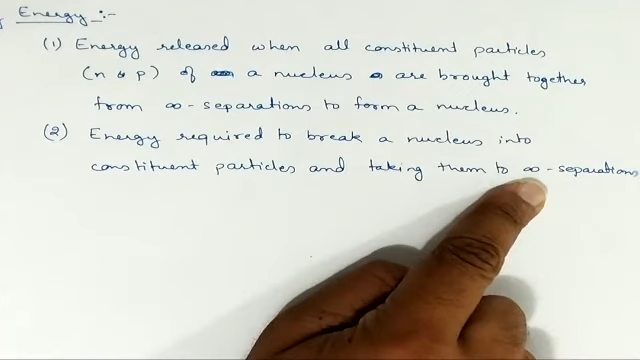 Energy :-
(1) Energy released when all constituent particles
(n & p) of a nucleus are brought together
from ∞-separations to form a nucleus.
(2) Energy required to break a nucleus into
constituent particles and taking them to ∞-separations